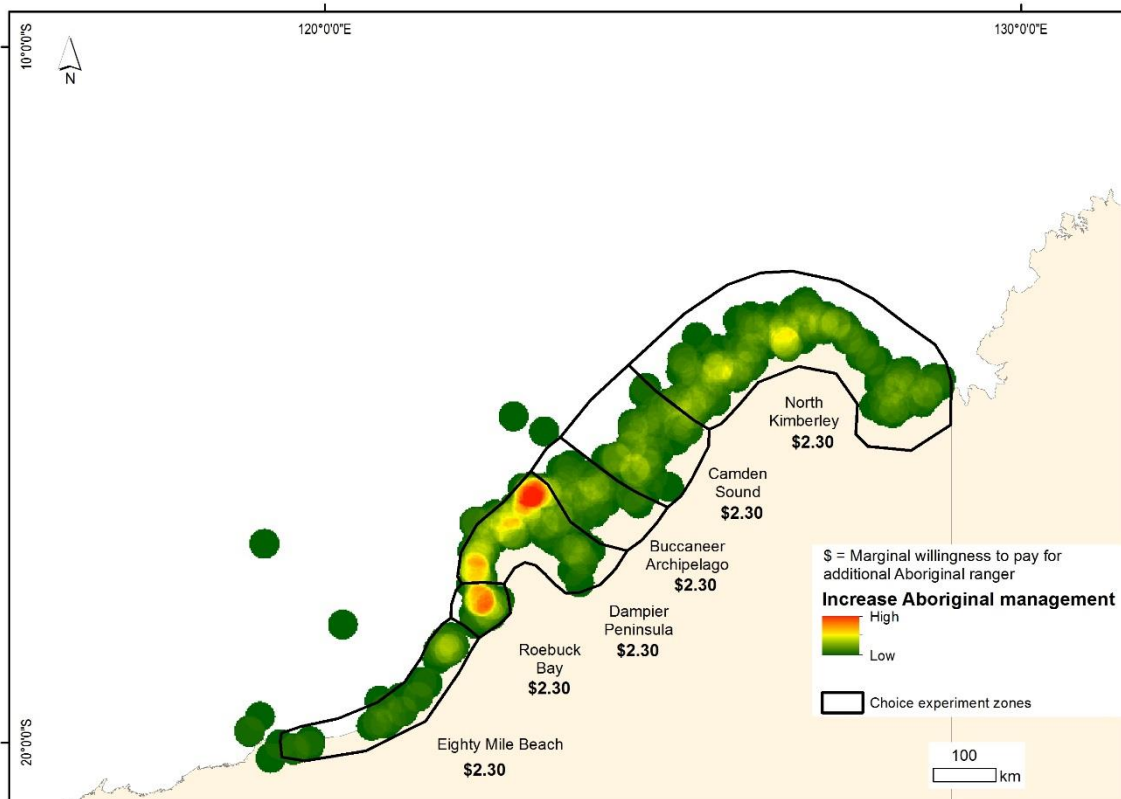 120°0'0"E
130°0'0"E
10°0'0"S
N
North
Kimberley
$2.30
Camden
Sound
$2.30
Buccaneer
Archipelago
$2.30
Dampier
Peninsula
$2.30
Roebuck
Bay
$2.30
Eighty Mile Beach
$2.30
$ = Marginal willingness to pay for
additional Aboriginal ranger
Increase Aboriginal management
High
Low
Choice experiment zones
20°0'0"S
100
km